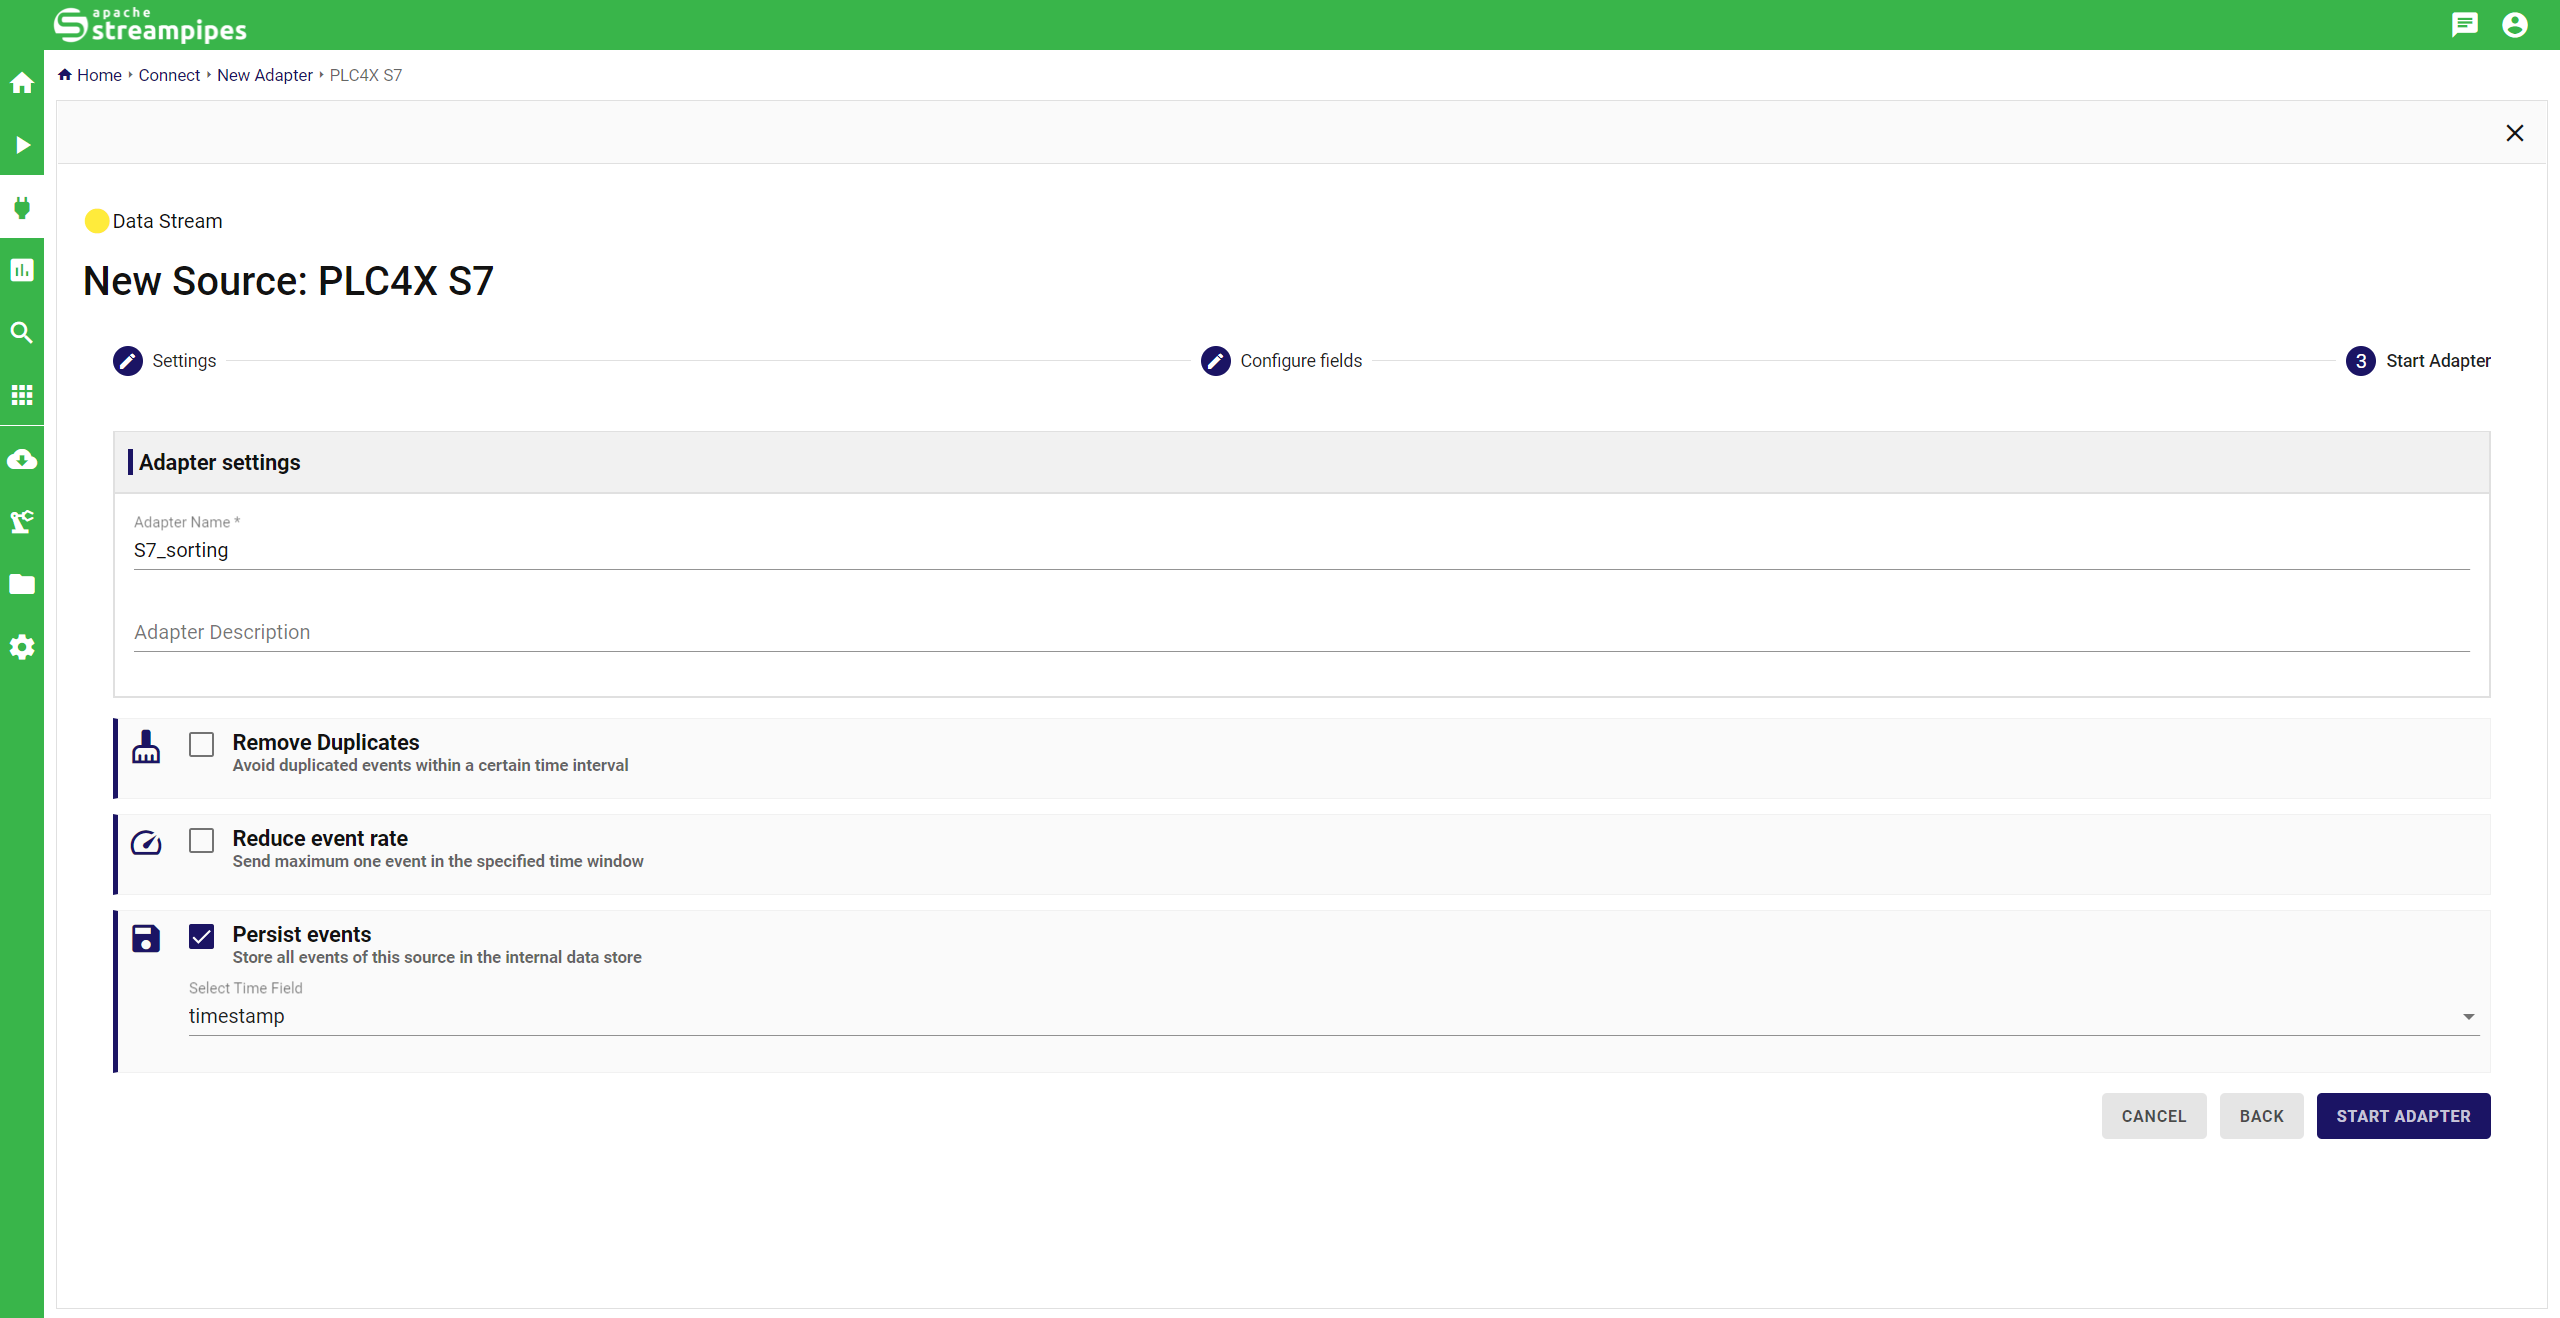 apache
streampipes
Home Connect New Adapter PLC4X S7
Data Stream
New Source: PLC4X S7
Settings
Configure fields
3 Start Adapter
Adapter settings
Adapter Name *
S7_sorting
Adapter Description
Remove Duplicates
Avoid duplicated events within a certain time interval
Reduce event rate
Send maximum one event in the specified time window
Persist events
Store all events of this source in the internal data store
Select Time Field
timestamp
CANCEL BACK START ADAPTER